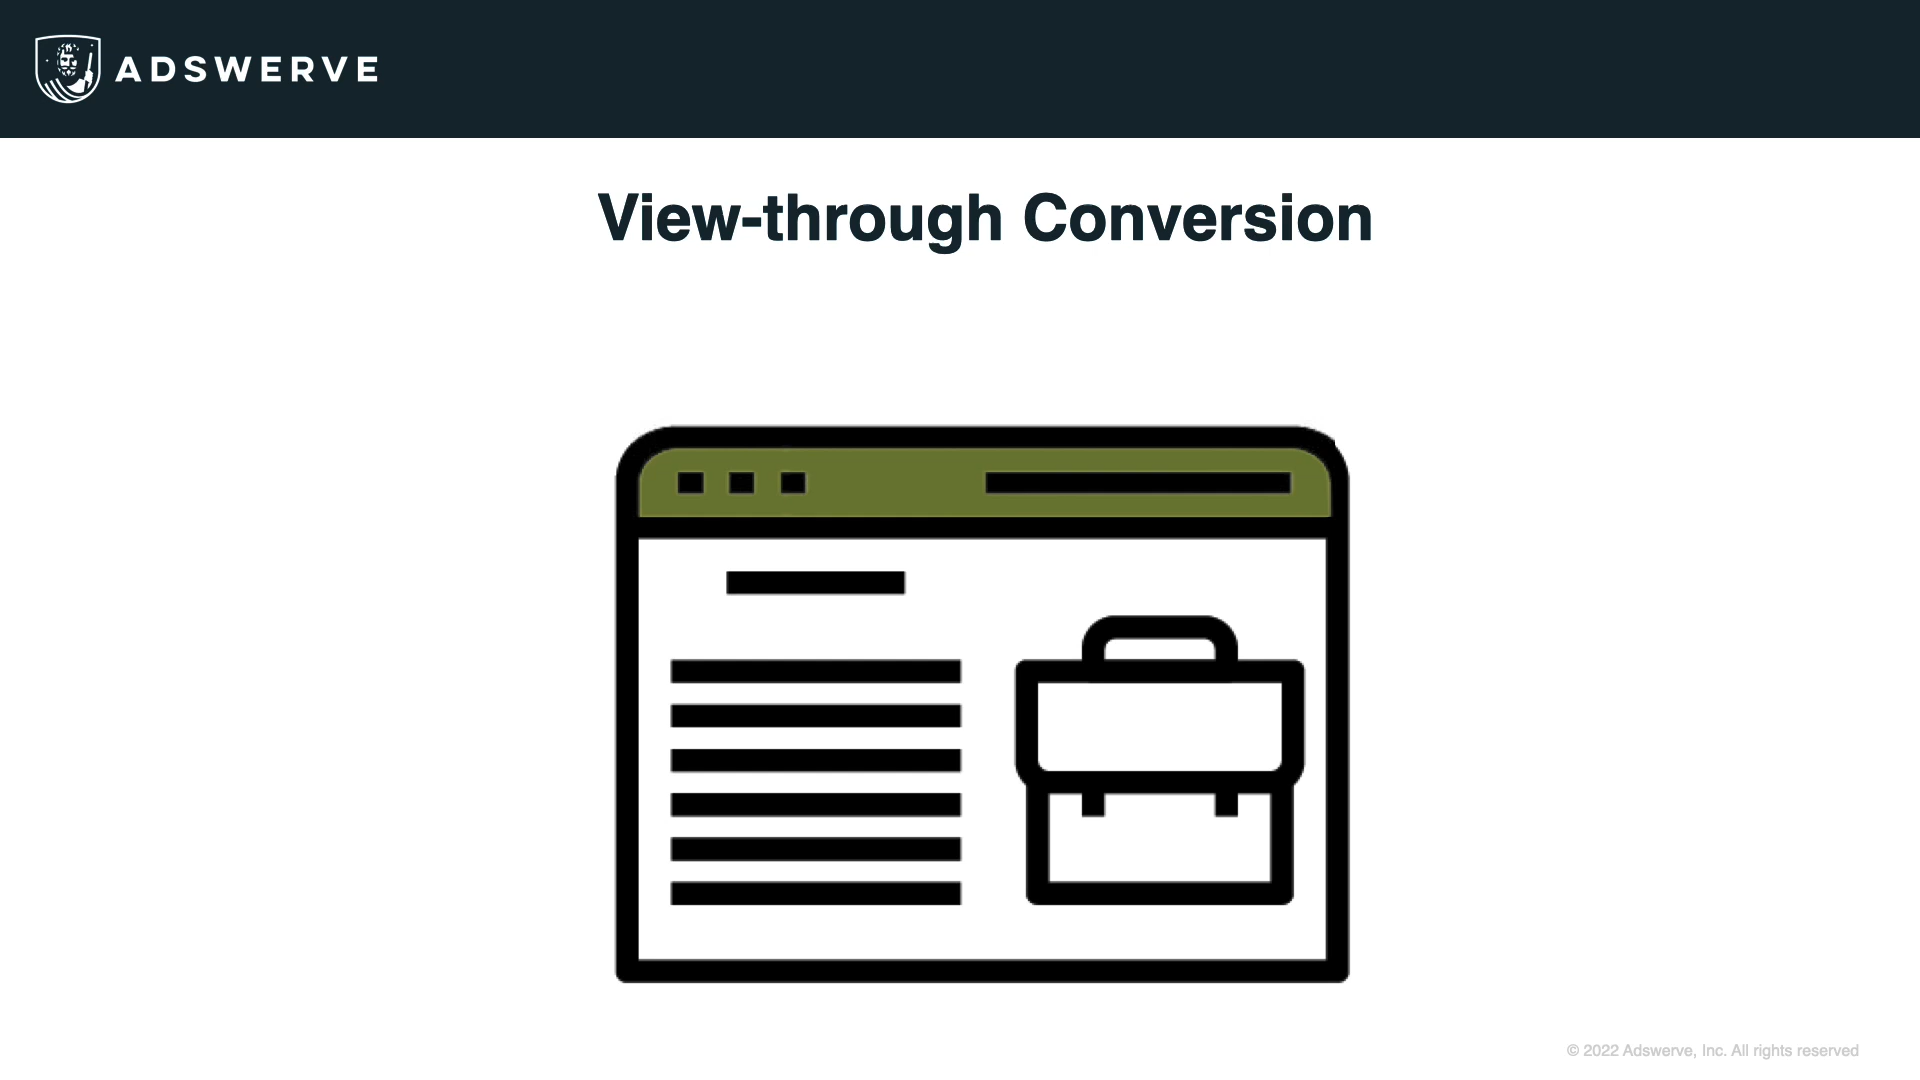 ADSWERVE
View-through Conversion
© 2022 Adswerve, Inc. All rights reserved